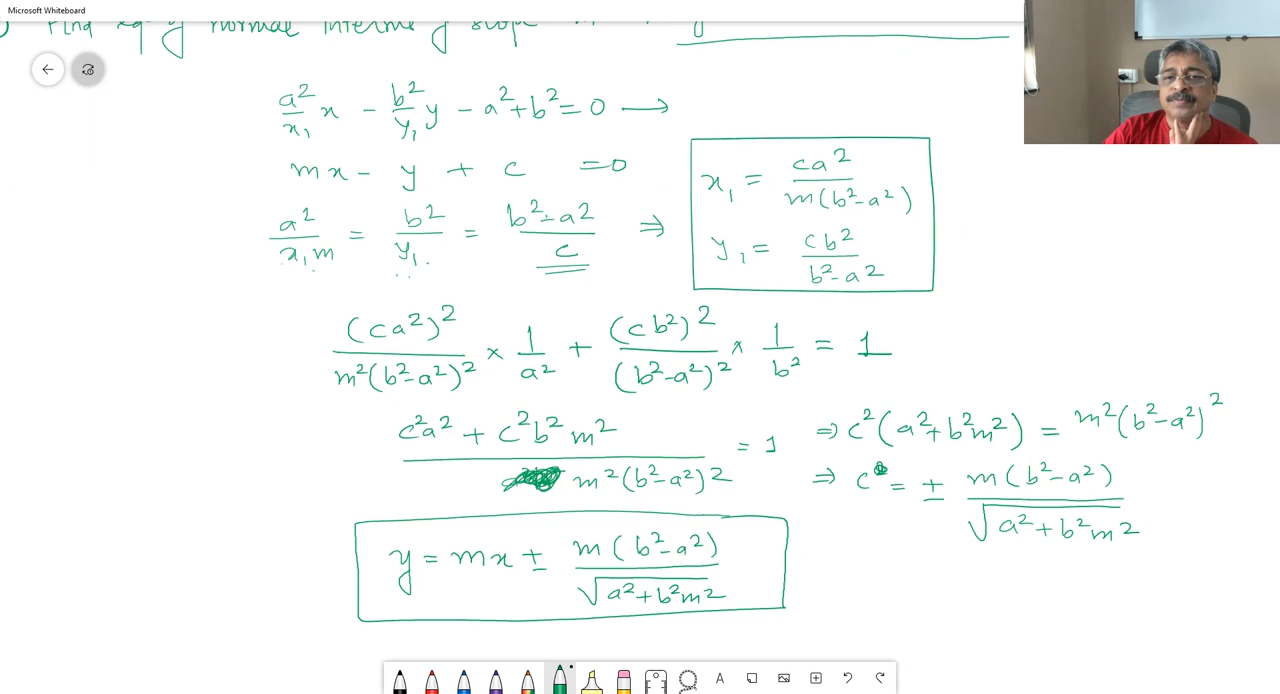 Microsoft Whiteboard
Find eqn of normal interms of slope
a²/x₁ x - b²/y₁ y - a² + b² = 0 →
mx - y + c = 0
a²/(x₁m) = b²/y₁ = (b² - a²)/c ⇒
x₁ = ca²/(m(b² - a²))
y₁ = cb²/(b² - a²)
(ca²)²/(m²(b² - a²)²) × 1/a² + (cb²)²/(b² - a²)² × 1/b² = 1
(c²a² + c²b²m²)/(m²(b² - a²)²) = 1 ⇒ c²(a² + b²m²) = m²(b² - a²)²
⇒ c = ± m(b² - a²)/√(a² + b²m²)
y = mx ± m(b² - a²)/√(a² + b²m²)
A